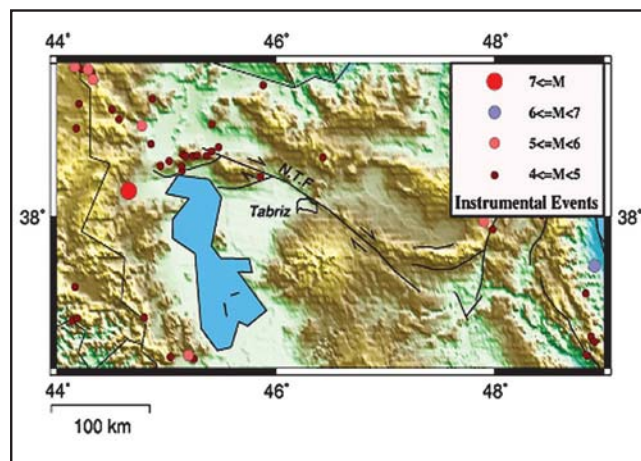 44° 46° 48°
7<=M
6<=M<7
5<=M<6
4<=M<5
Instrumental Events
N.T.F
Tabriz
38° 38°
44° 46° 48°
100 km